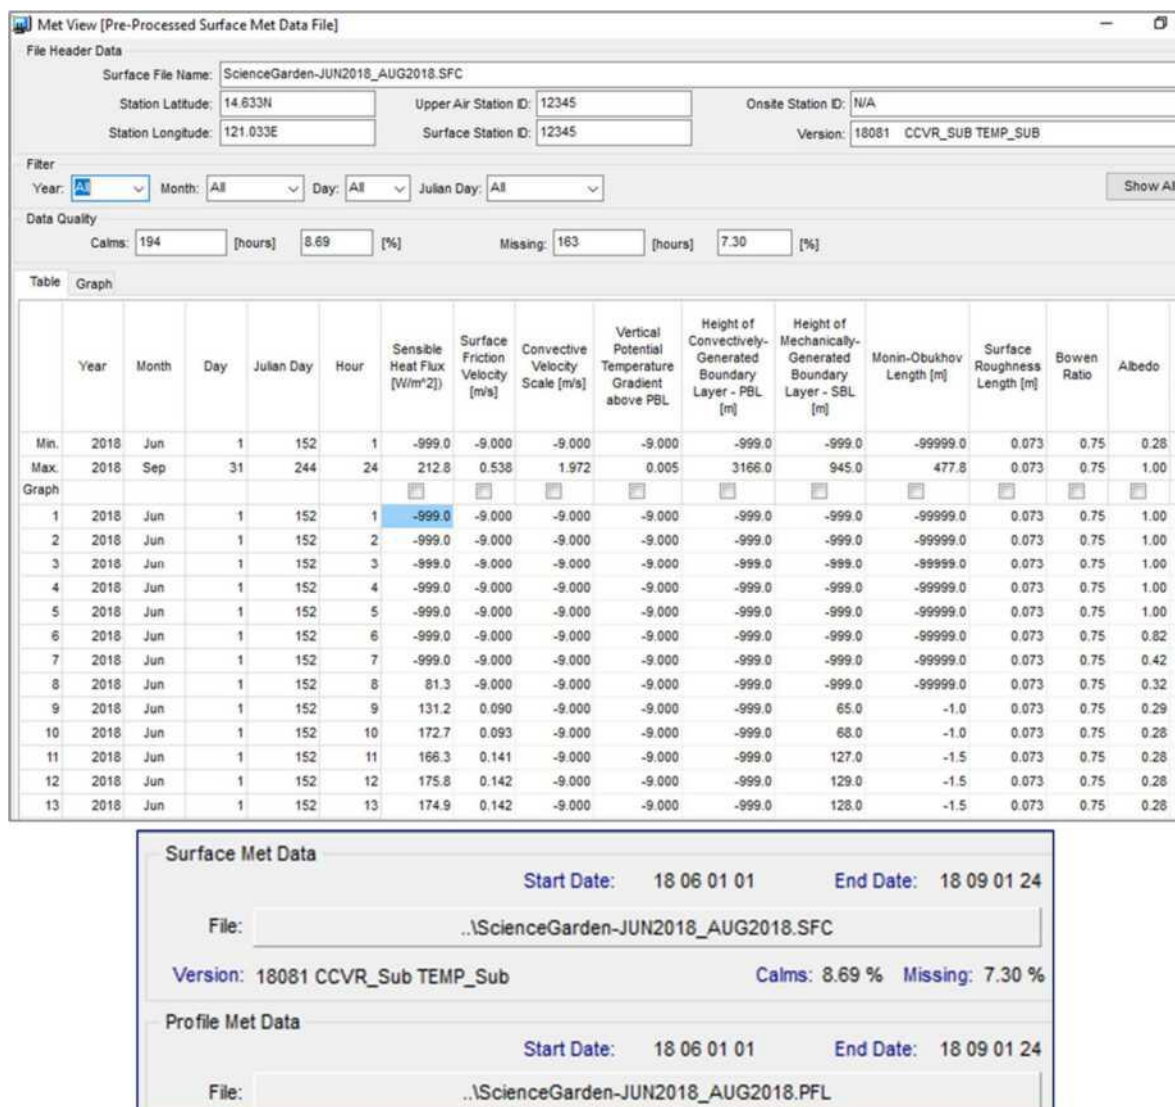 Met View [Pre-Processed Surface Met Data File]
File Header Data
Surface File Name: ScienceGarden-JUN2018_AUG2018.SFC
Station Latitude: 14.633N Upper Air Station ID: 12345 Onsite Station ID: N/A
Station Longitude: 121.033E Surface Station ID: 12345 Version: 18081 CCVR_SUB TEMP_SUB
Filter
Year: All Month: All Day: All Julian Day: All Show All
Data Quality
Calms: 194 [hours] 8.69 [%] Missing: 163 [hours] 7.30 [%]
Table Graph
Year Month Day Julian Day Hour Sensible Heat Flux [W/m^2]) Surface Friction Velocity [m/s] Convective Velocity Scale [m/s] Vertical Potential Temperature Gradient above PBL Height of Convectively-Generated Boundary Layer - PBL [m] Height of Mechanically-Generated Boundary Layer - SBL [m] Monin-Obukhov Length [m] Surface Roughness Length [m] Bowen Ratio Albedo
Min. 2018 Jun 1 152 1 -999.0 -9.000 -9.000 -9.000 -999.0 -999.0 -99999.0 0.073 0.75 0.28
Max. 2018 Sep 31 244 24 212.8 0.538 1.972 0.005 3166.0 945.0 477.8 0.073 0.75 1.00
Graph
1 2018 Jun 1 152 1 -999.0 -9.000 -9.000 -9.000 -999.0 -999.0 -99999.0 0.073 0.75 1.00
2 2018 Jun 1 152 2 -999.0 -9.000 -9.000 -9.000 -999.0 -999.0 -99999.0 0.073 0.75 1.00
3 2018 Jun 1 152 3 -999.0 -9.000 -9.000 -9.000 -999.0 -999.0 -99999.0 0.073 0.75 1.00
4 2018 Jun 1 152 4 -999.0 -9.000 -9.000 -9.000 -999.0 -999.0 -99999.0 0.073 0.75 1.00
5 2018 Jun 1 152 5 -999.0 -9.000 -9.000 -9.000 -999.0 -999.0 -99999.0 0.073 0.75 1.00
6 2018 Jun 1 152 6 -999.0 -9.000 -9.000 -9.000 -999.0 -999.0 -99999.0 0.073 0.75 0.82
7 2018 Jun 1 152 7 -999.0 -9.000 -9.000 -9.000 -999.0 -999.0 -99999.0 0.073 0.75 0.42
8 2018 Jun 1 152 8 81.3 -9.000 -9.000 -9.000 -999.0 -999.0 -99999.0 0.073 0.75 0.32
9 2018 Jun 1 152 9 131.2 0.090 -9.000 -9.000 -999.0 65.0 -1.0 0.073 0.75 0.29
10 2018 Jun 1 152 10 172.7 0.093 -9.000 -9.000 -999.0 68.0 -1.0 0.073 0.75 0.28
11 2018 Jun 1 152 11 166.3 0.141 -9.000 -9.000 -999.0 127.0 -1.5 0.073 0.75 0.28
12 2018 Jun 1 152 12 175.8 0.142 -9.000 -9.000 -999.0 129.0 -1.5 0.073 0.75 0.28
13 2018 Jun 1 152 13 174.9 0.142 -9.000 -9.000 -999.0 128.0 -1.5 0.073 0.75 0.28
Surface Met Data
Start Date: 18 06 01 01 End Date: 18 09 01 24
File: ..\ScienceGarden-JUN2018_AUG2018.SFC
Version: 18081 CCVR_Sub TEMP_Sub Calms: 8.69 % Missing: 7.30 %
Profile Met Data
Start Date: 18 06 01 01 End Date: 18 09 01 24
File: ..\ScienceGarden-JUN2018_AUG2018.PFL